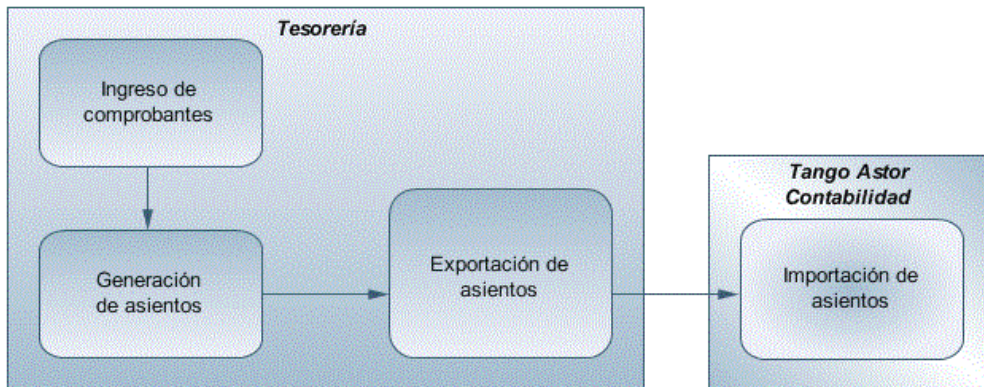 Tesorería
Ingreso de
comprobantes
Generación
de asientos
Exportación de
asientos
Tango Astor
Contabilidad
Importación de
asientos